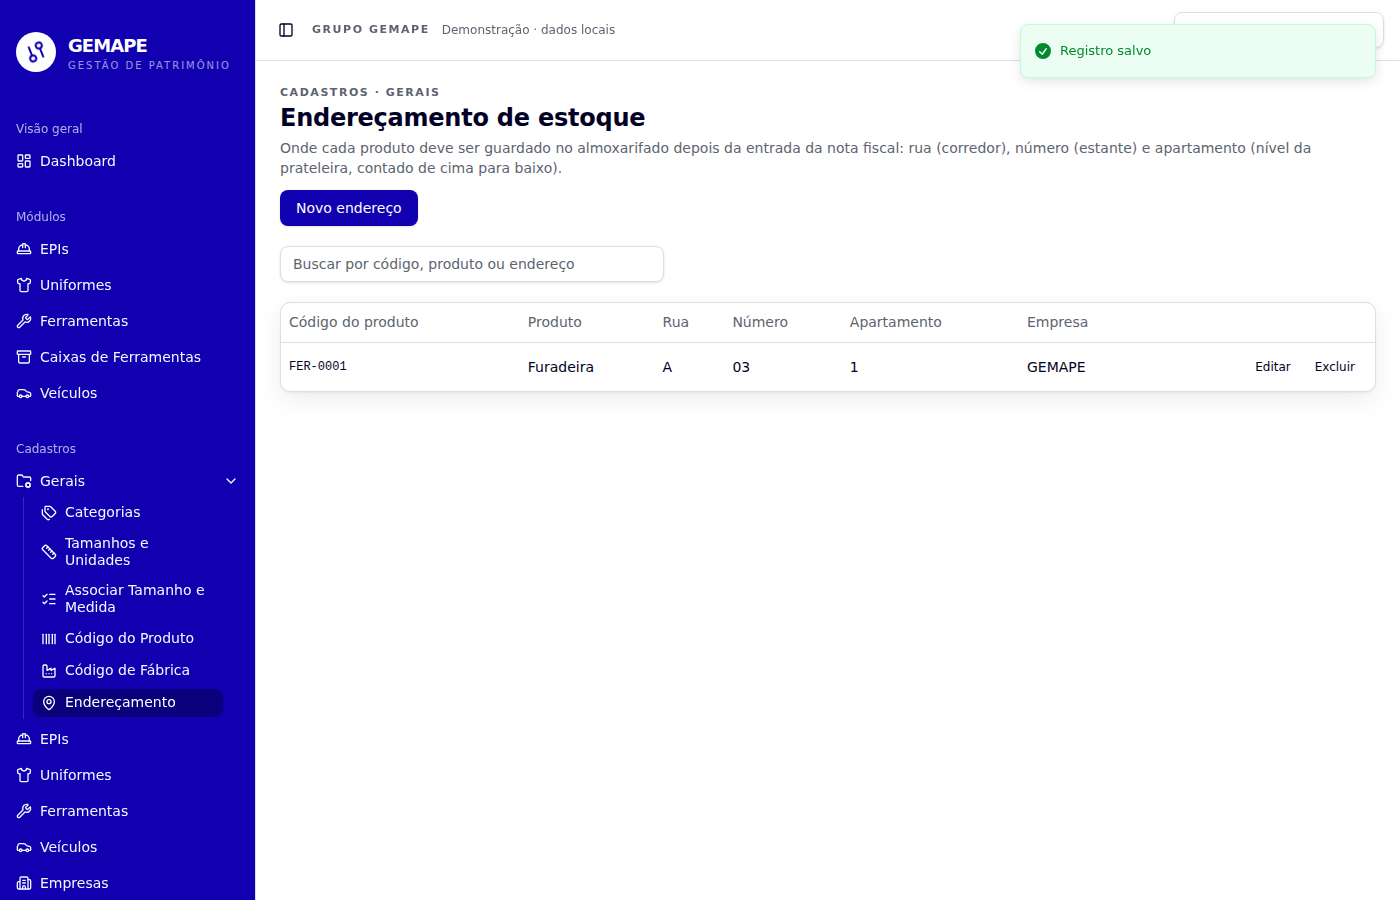 GEMAPE
GESTÃO DE PATRIMÔNIO
Visão geral
Dashboard
Módulos
EPIs
Uniformes
Ferramentas
Caixas de Ferramentas
Veículos
Cadastros
Gerais
Categorias
Tamanhos e
Unidades
Associar Tamanho e
Medida
Código do Produto
Código de Fábrica
Endereçamento
EPIs
Uniformes
Ferramentas
Veículos
Empresas
GRUPO GEMAPE Demonstração · dados locais
Registro salvo
CADASTROS · GERAIS
Endereçamento de estoque
Onde cada produto deve ser guardado no almoxarifado depois da entrada da nota fiscal: rua (corredor), número (estante) e apartamento (nível da
prateleira, contado de cima para baixo).
Novo endereço
Buscar por código, produto ou endereço
Código do produto Produto Rua Número Apartamento Empresa
FER-0001 Furadeira A 03 1 GEMAPE Editar Excluir